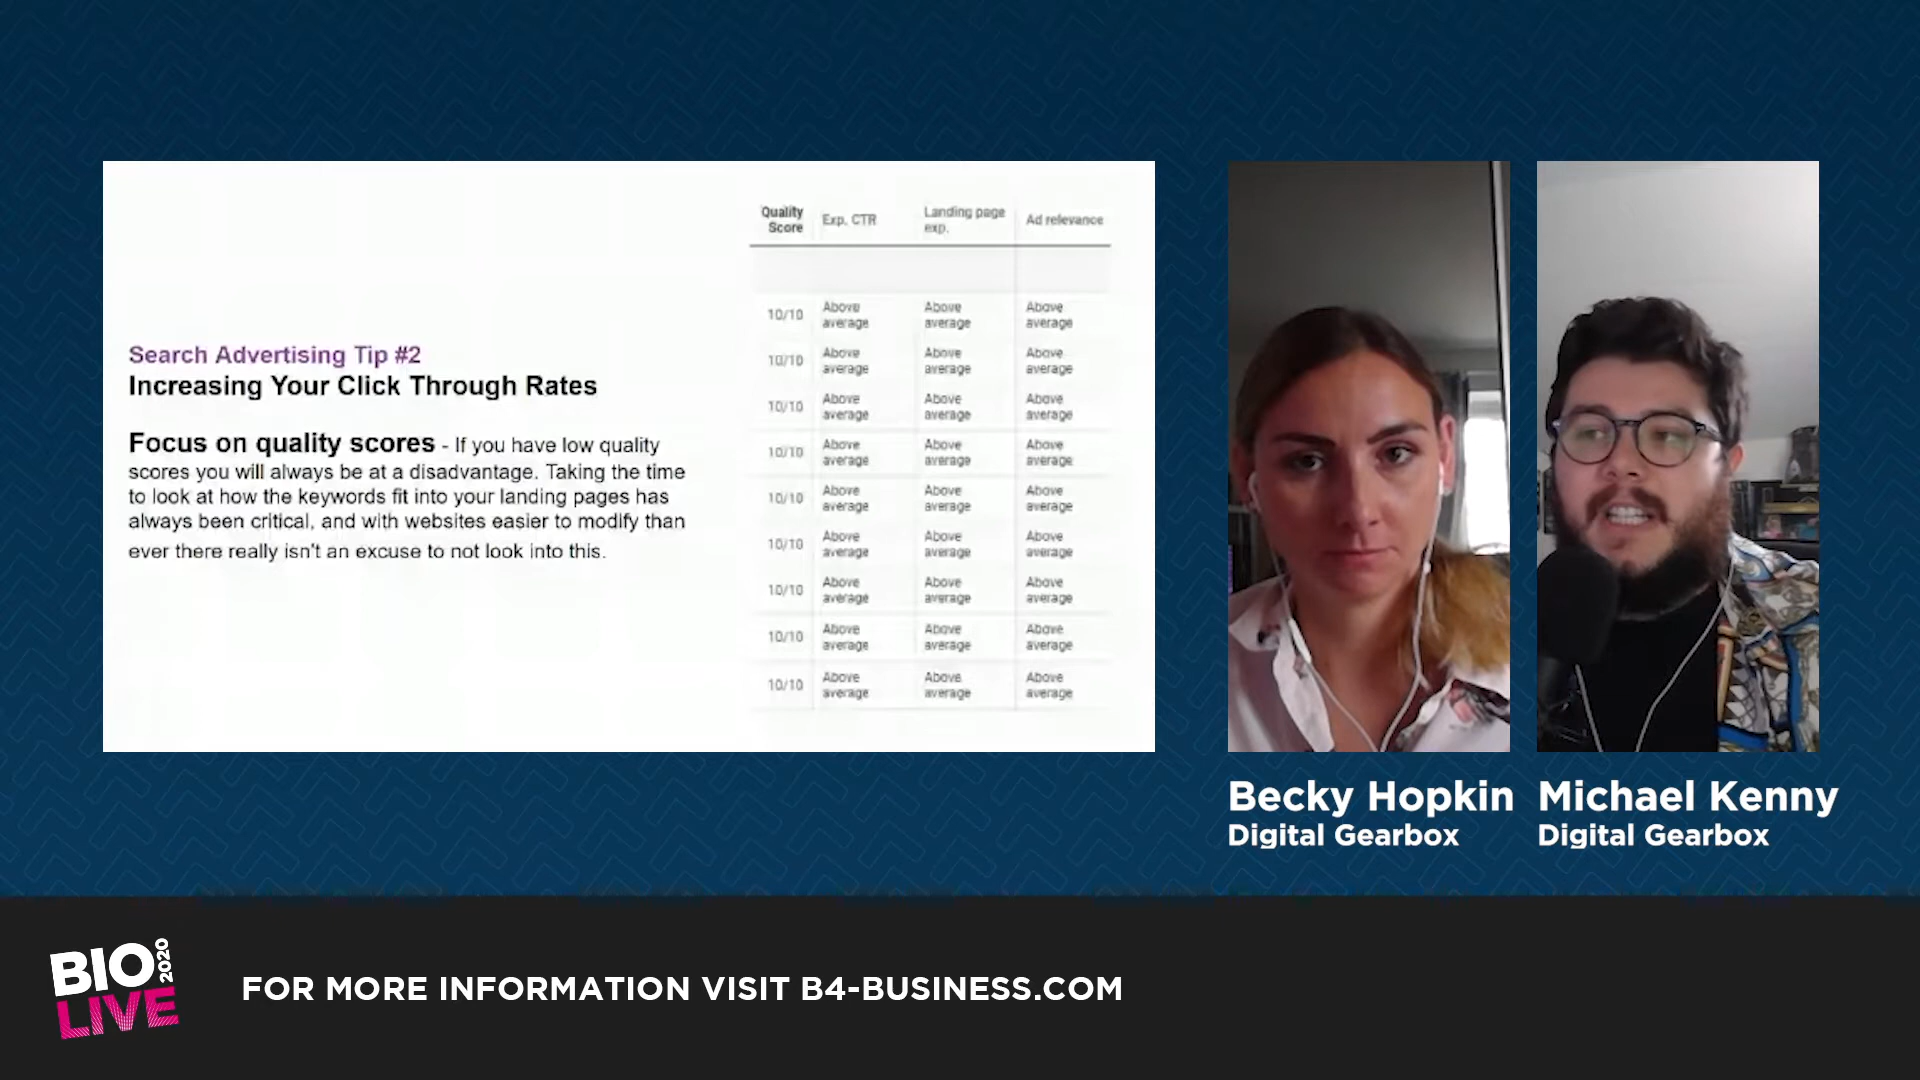 Search Advertising Tip #2
Increasing Your Click Through Rates
Focus on quality scores - If you have low quality
scores you will always be at a disadvantage. Taking the time
to look at how the keywords fit into your landing pages has
always been critical, and with websites easier to modify than
ever there really isn't an excuse to not look into this.
Quality Score Exp. CTR Landing page exp. Ad relevance
10/10 Above average Above average Above average
10/10 Above average Above average Above average
10/10 Above average Above average Above average
10/10 Above average Above average Above average
10/10 Above average Above average Above average
10/10 Above average Above average Above average
10/10 Above average Above average Above average
10/10 Above average Above average Above average
10/10 Above average Above average Above average
Becky Hopkin
Digital Gearbox
Michael Kenny
Digital Gearbox
BIO 2020
LIVE
FOR MORE INFORMATION VISIT B4-BUSINESS.COM